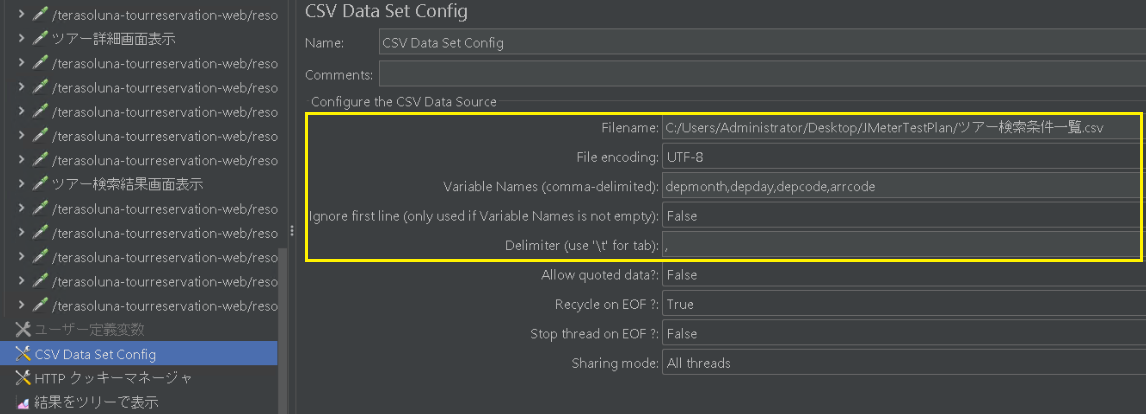 /terasoluna-tourreservation-web/reso
ツアー詳細画面表示
/terasoluna-tourreservation-web/reso
/terasoluna-tourreservation-web/reso
/terasoluna-tourreservation-web/reso
/terasoluna-tourreservation-web/reso
/terasoluna-tourreservation-web/reso
ツアー検索結果画面表示
/terasoluna-tourreservation-web/reso
/terasoluna-tourreservation-web/reso
/terasoluna-tourreservation-web/reso
/terasoluna-tourreservation-web/reso
/terasoluna-tourreservation-web/reso
ユーザー定義変数
CSV Data Set Config
HTTP クッキーマネージャ
結果をツリーで表示
CSV Data Set Config
Name: CSV Data Set Config
Comments:
Configure the CSV Data Source
Filename: C:/Users/Administrator/Desktop/JMeterTestPlan/ツアー検索条件一覧.csv
File encoding: UTF-8
Variable Names (comma-delimited): depmonth,depday,depcode,arrcode
Ignore first line (only used if Variable Names is not empty): False
Delimiter (use '\t' for tab): ,
Allow quoted data?: False
Recycle on EOF ?: True
Stop thread on EOF ?: False
Sharing mode: All threads